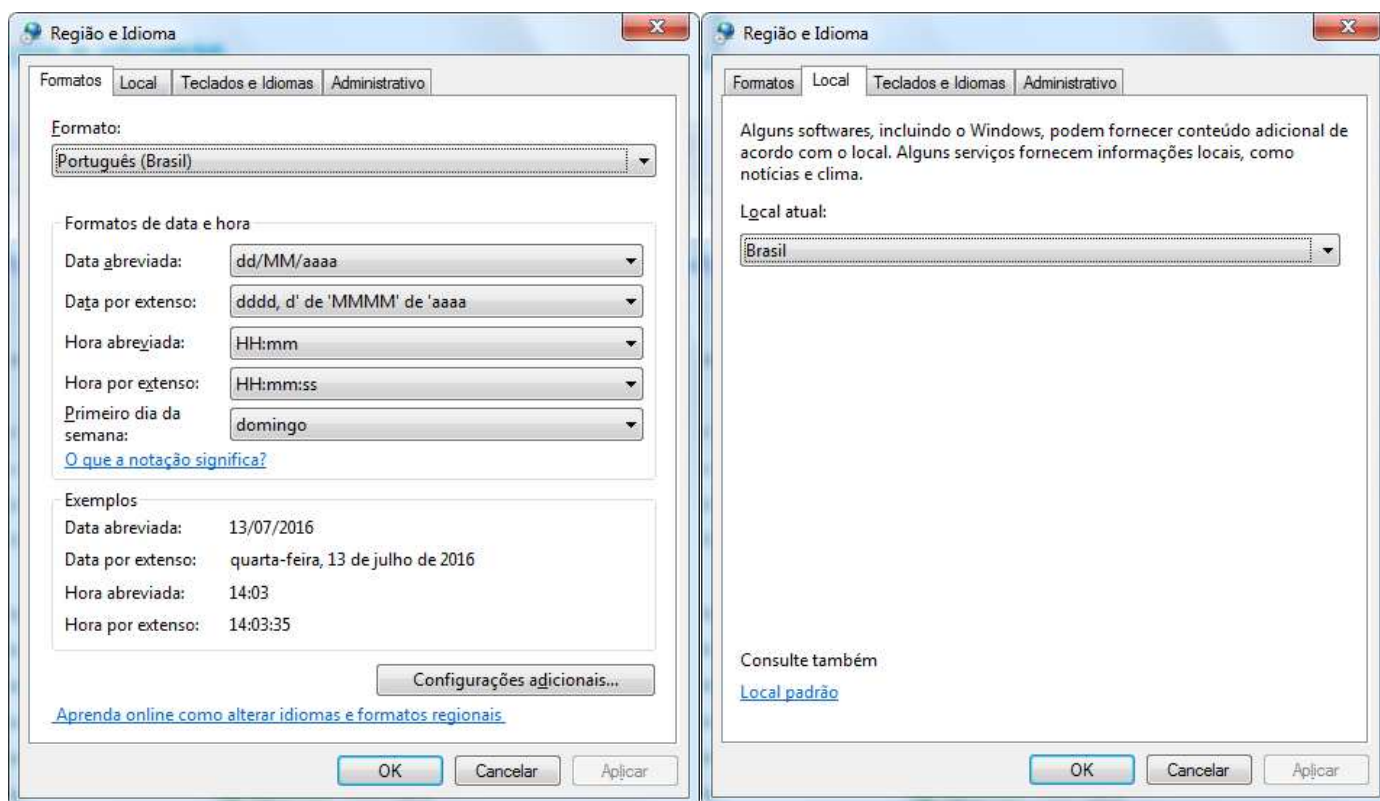 Região e Idioma
Formatos Local Teclados e Idiomas Administrativo
Formato:
Português (Brasil)
Formatos de data e hora
Data abreviada: dd/MM/aaaa
Data por extenso: dddd, d' de 'MMMM' de 'aaaa
Hora abreviada: HH:mm
Hora por extenso: HH:mm:ss
Primeiro dia da
semana: domingo
O que a notação significa?
Exemplos
Data abreviada: 13/07/2016
Data por extenso: quarta-feira, 13 de julho de 2016
Hora abreviada: 14:03
Hora por extenso: 14:03:35
Configurações adicionais...
Aprenda online como alterar idiomas e formatos regionais
OK Cancelar Aplicar
Região e Idioma
Formatos Local Teclados e Idiomas Administrativo
Alguns softwares, incluindo o Windows, podem fornecer conteúdo adicional de
acordo com o local. Alguns serviços fornecem informações locais, como
notícias e clima.
Local atual:
Brasil
Consulte também
Local padrão
OK Cancelar Aplicar